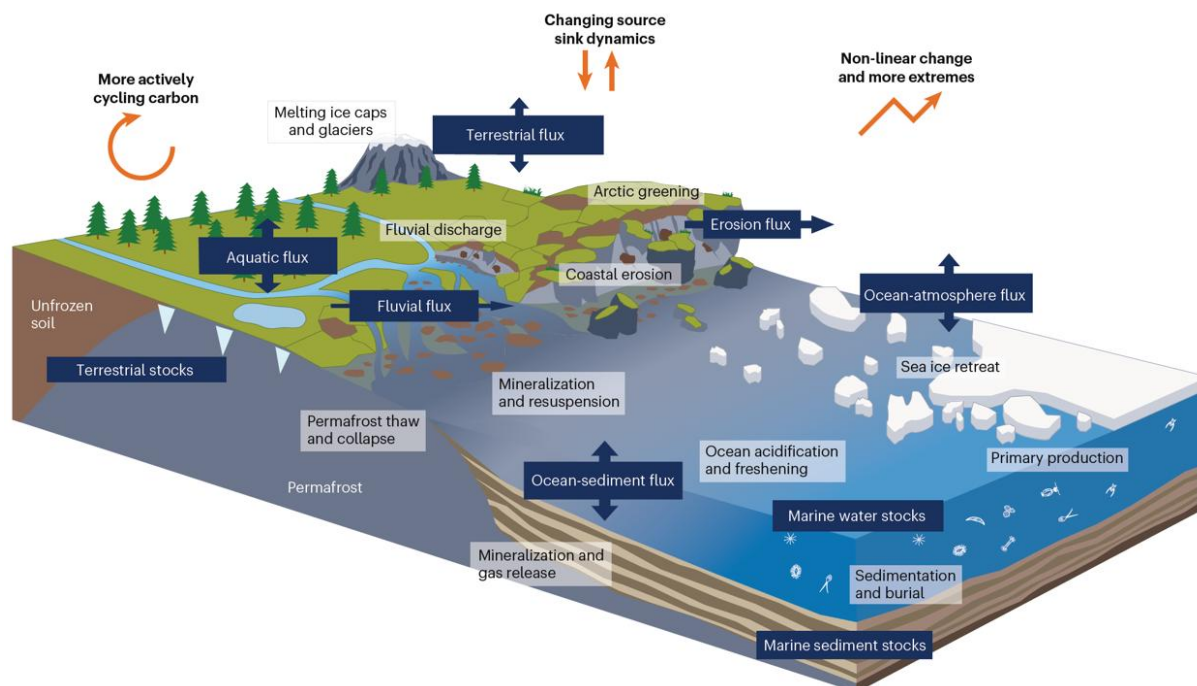 Changing source
sink dynamics
More actively
cycling carbon
Non-linear change
and more extremes
Melting ice caps
and glaciers
Terrestrial flux
Arctic greening
Erosion flux
Fluvial discharge
Aquatic flux
Coastal erosion
Ocean-atmosphere flux
Fluvial flux
Unfrozen
soil
Terrestrial stocks
Sea ice retreat
Mineralization
and resuspension
Permafrost thaw
and collapse
Ocean acidification
and freshening
Primary production
Permafrost
Ocean-sediment flux
Marine water stocks
Mineralization and
gas release
Sedimentation
and burial
Marine sediment stocks